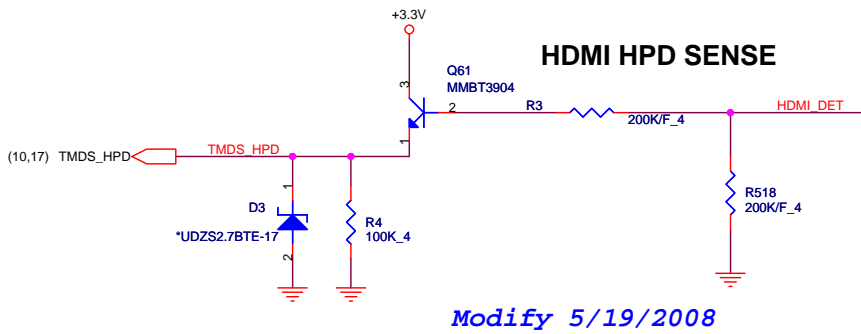 +3.3V
HDMI HPD SENSE
Q61
MMBT3904
3
2
1
R3
200K/F_4
HDMI_DET
(10,17) TMDS_HPD
TMDS_HPD
1
D3
*UDZS2.7BTE-17
2
R4
100K_4
R518
200K/F_4
Modify 5/19/2008